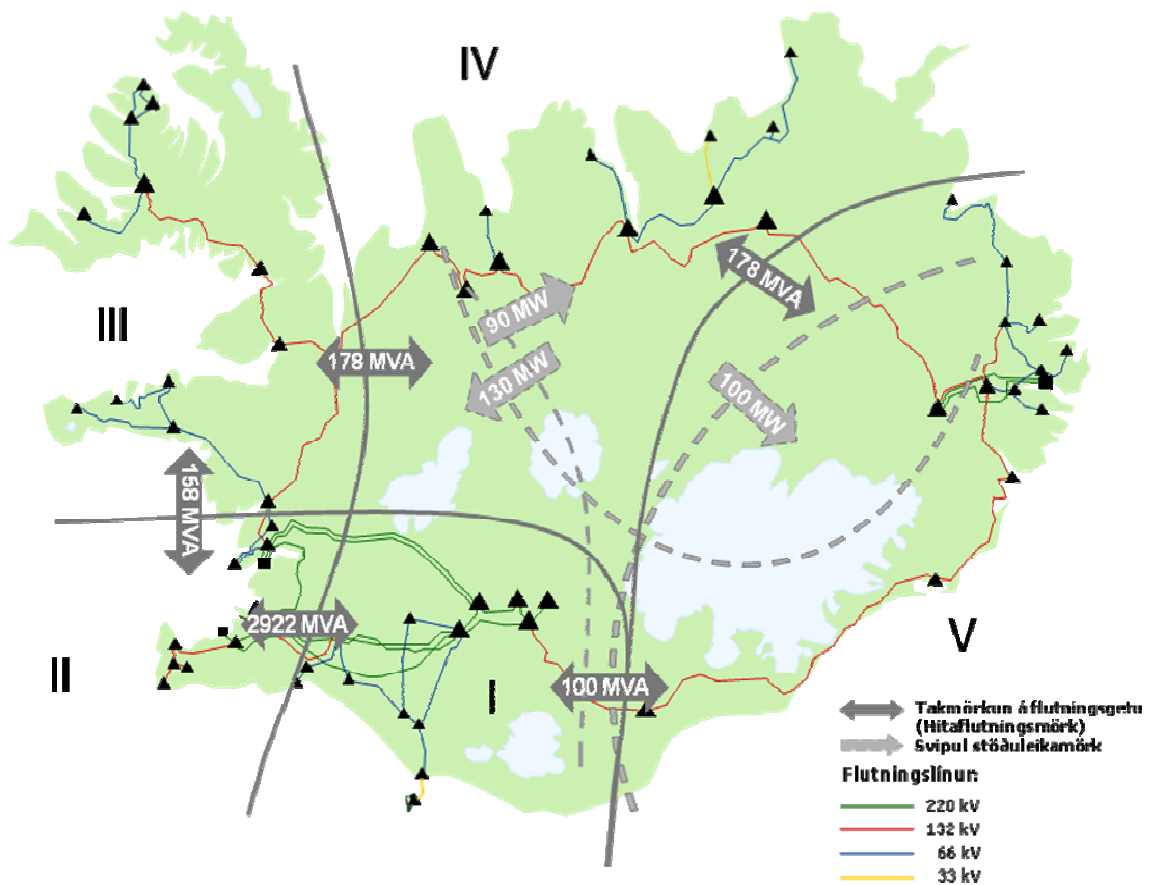 IV
III
178 MVA
90 MW
130 MW
178 MVA
100 MW
158 MVA
2922 MVA
II
I
100 MVA
V
Takmörkun á flutningsgetu
(Hitaflutningsmörk)
Svipul stöðuleikamörk
Flutningslínur:
220 kV
132 kV
66 kV
33 kV